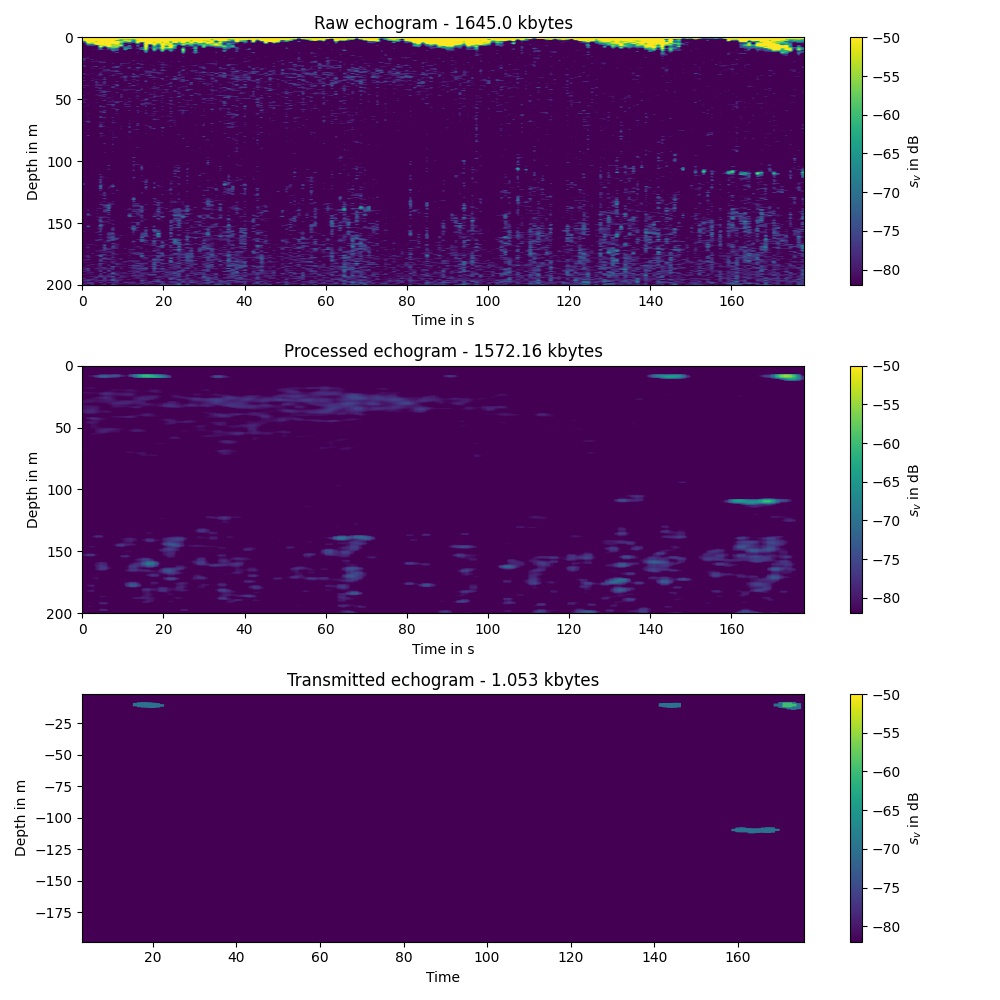 Raw echogram - 1645.0 kbytes
0
50
100
150
200
Depth in m
0 20 40 60 80 100 120 140 160
Time in s
−50
−55
−60
−65
−70
−75
−80
sv in dB
Processed echogram - 1572.16 kbytes
0
50
100
150
200
Depth in m
0 20 40 60 80 100 120 140 160
Time in s
−50
−55
−60
−65
−70
−75
−80
sv in dB
Transmitted echogram - 1.053 kbytes
−25
−50
−75
−100
−125
−150
−175
Depth in m
20 40 60 80 100 120 140 160
Time
−50
−55
−60
−65
−70
−75
−80
sv in dB